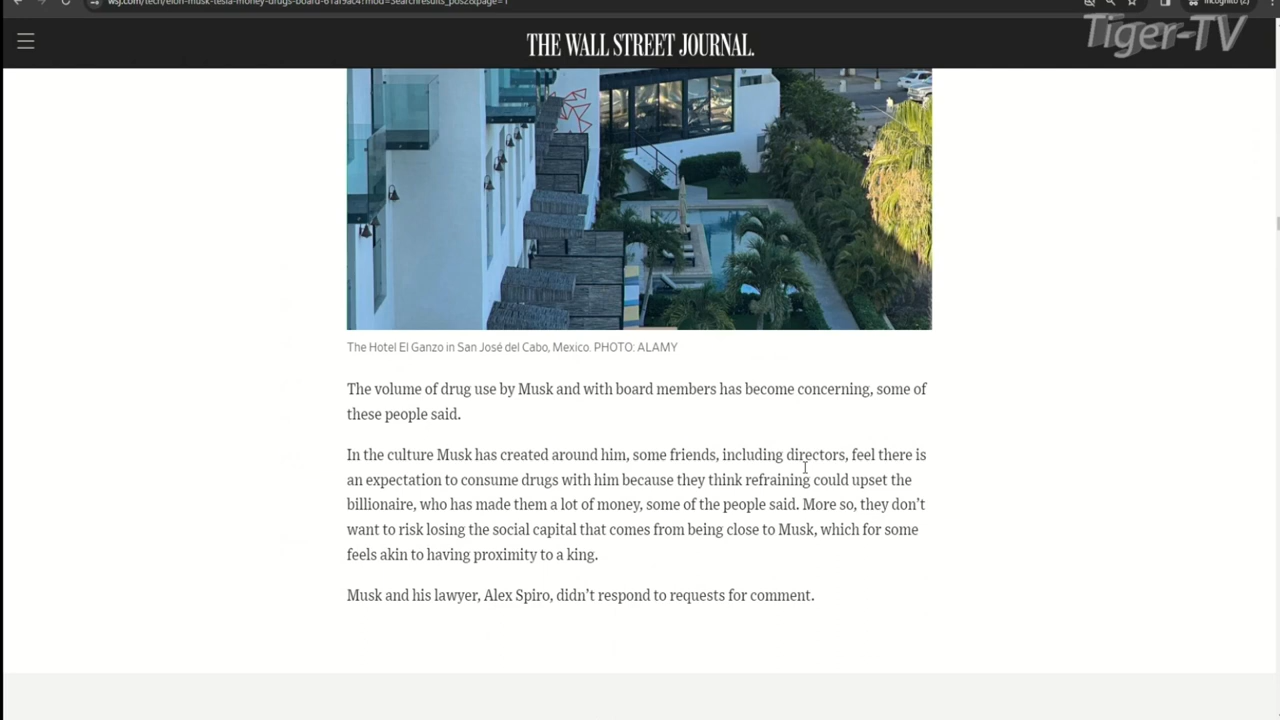 wsj.com/tech/elon-musk-tesla-money-drugs-board-61af9ac4?mod=Searchresults_pos2&page=1
Incognito (2)
Tiger-TV
THE WALL STREET JOURNAL.
The Hotel El Ganzo in San José del Cabo, Mexico. PHOTO: ALAMY
The volume of drug use by Musk and with board members has become concerning, some of
these people said.
In the culture Musk has created around him, some friends, including directors, feel there is
an expectation to consume drugs with him because they think refraining could upset the
billionaire, who has made them a lot of money, some of the people said. More so, they don’t
want to risk losing the social capital that comes from being close to Musk, which for some
feels akin to having proximity to a king.
Musk and his lawyer, Alex Spiro, didn’t respond to requests for comment.